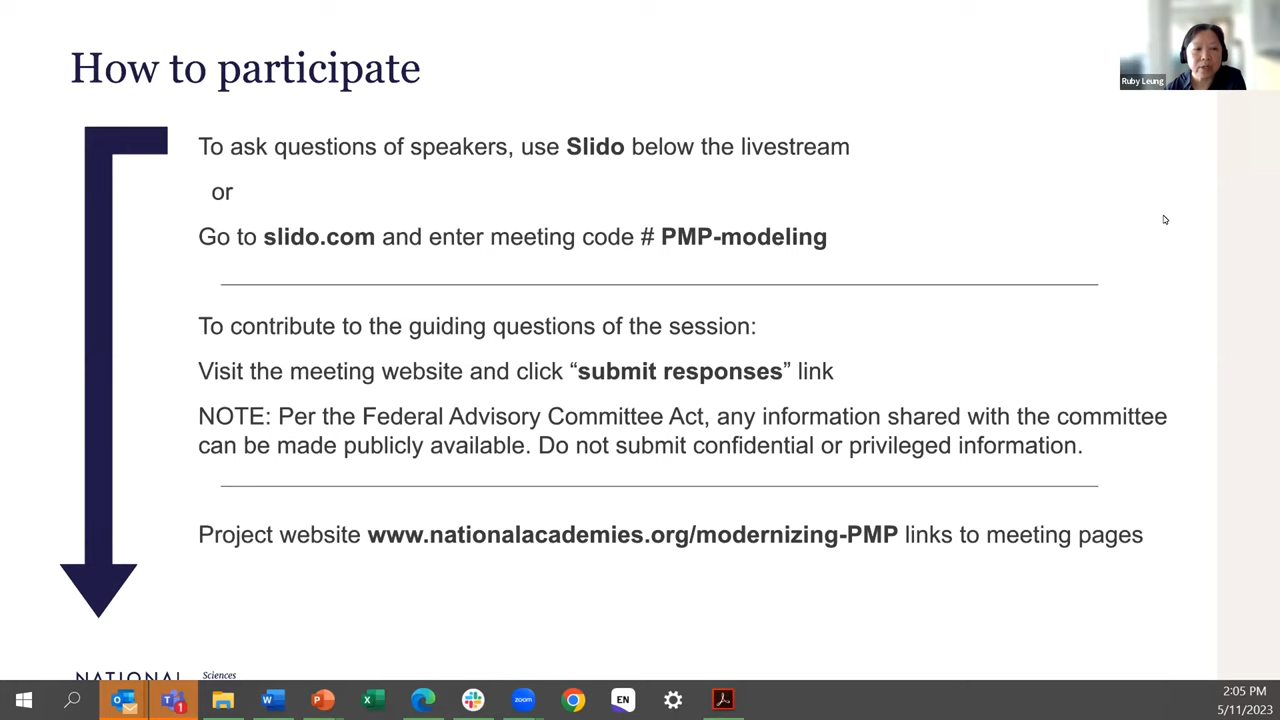 How to participate
Ruby Leung
To ask questions of speakers, use Slido below the livestream
or
Go to slido.com and enter meeting code # PMP-modeling
To contribute to the guiding questions of the session:
Visit the meeting website and click “submit responses” link
NOTE: Per the Federal Advisory Committee Act, any information shared with the committee
can be made publicly available. Do not submit confidential or privileged information.
Project website www.nationalacademies.org/modernizing-PMP links to meeting pages
NATIONAL
Sciences
1
zoom
EN
2:05 PM
5/11/2023